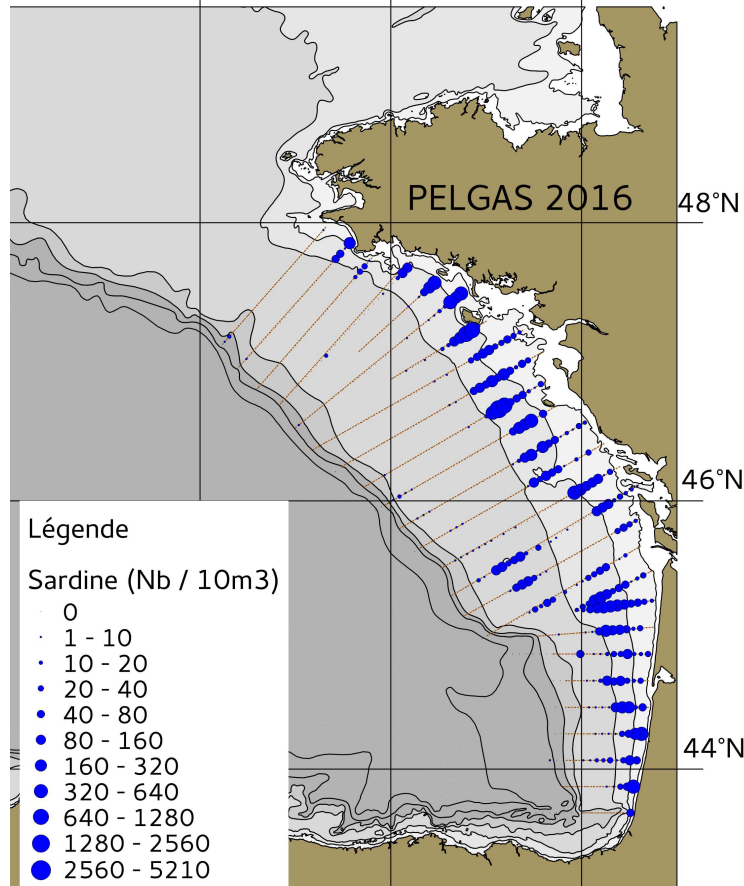 PELGAS 2016
48°N
46°N
44°N
Légende
Sardine (Nb / 10m3)
0
1 - 10
10 - 20
20 - 40
40 - 80
80 - 160
160 - 320
320 - 640
640 - 1280
1280 - 2560
2560 - 5210